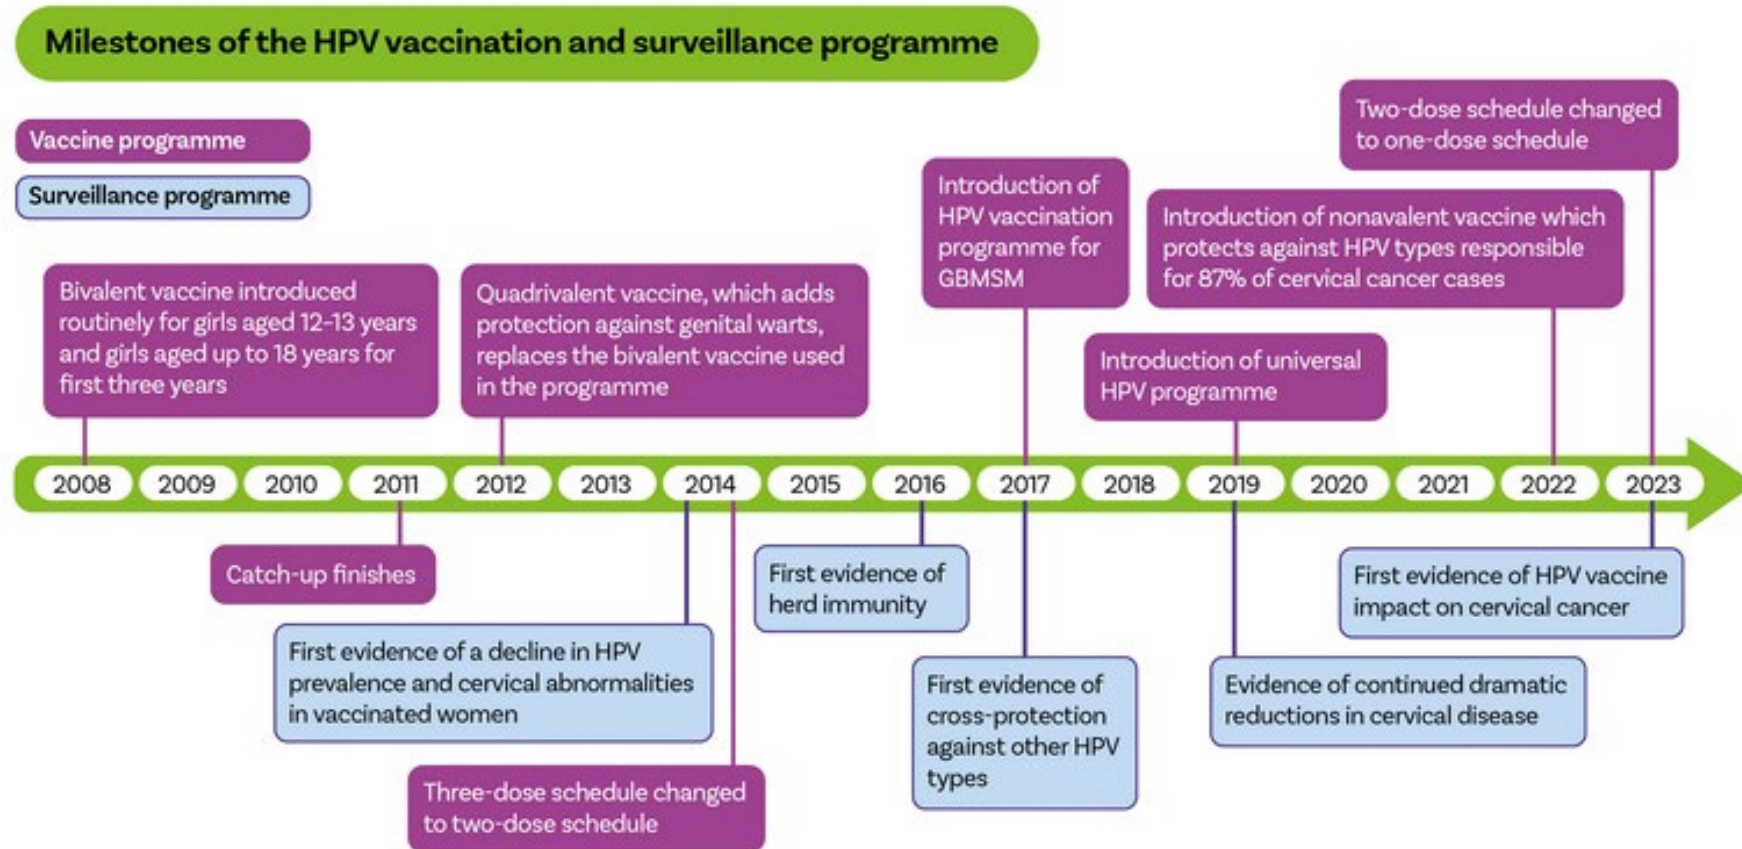 Milestones of the HPV vaccination and surveillance programme
Vaccine programme
Surveillance programme
Bivalent vaccine introduced
routinely for girls aged 12–13 years
and girls aged up to 18 years for
first three years
Quadrivalent vaccine, which adds
protection against genital warts,
replaces the bivalent vaccine used
in the programme
Introduction of
HPV vaccination
programme for
GBMSM
Introduction of universal
HPV programme
Introduction of nonavalent vaccine which
protects against HPV types responsible
for 87% of cervical cancer cases
Two-dose schedule changed
to one-dose schedule
2008 2009 2010 2011 2012 2013 2014 2015 2016 2017 2018 2019 2020 2021 2022 2023
Catch-up finishes
First evidence of a decline in HPV
prevalence and cervical abnormalities
in vaccinated women
Three-dose schedule changed
to two-dose schedule
First evidence of
herd immunity
First evidence of
cross-protection
against other HPV
types
Evidence of continued dramatic
reductions in cervical disease
First evidence of HPV vaccine
impact on cervical cancer